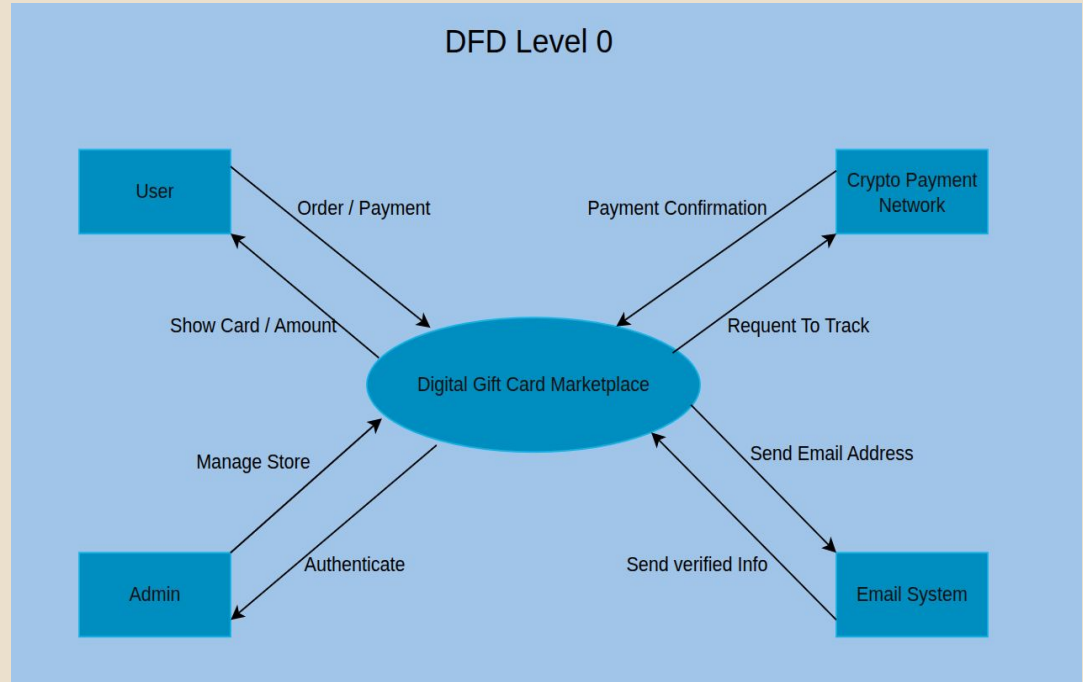 DFD Level 0
User
Crypto Payment
Network
Order / Payment
Payment Confirmation
Show Card / Amount
Requent To Track
Digital Gift Card Marketplace
Manage Store
Send Email Address
Authenticate
Send verified Info
Admin
Email System